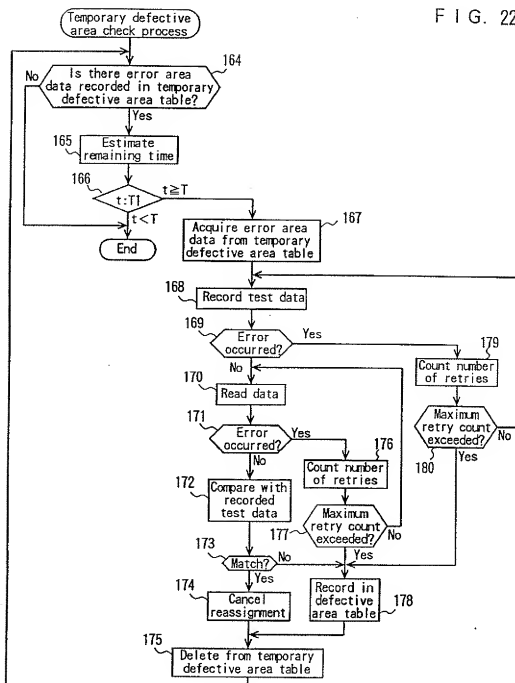 F I G. 22
Temporary defective
area check process
164
No
Is there error area
data recorded in temporary
defective area table?
Yes
165
Estimate
remaining time
166
t:T1
t≧T
t<T
End
167
Acquire error area
data from temporary
defective area table
168
Record test data
169
Error
occurred?
Yes
No
179
Count number
of retries
170
Read data
171
Error
occurred?
Yes
No
176
Count number
of retries
Maximum
retry count
exceeded?
No
180
Yes
172
Compare with
recorded
test data
Maximum
retry count
exceeded?
177
No
Yes
173
Match?
No
Yes
174
Cancel
reassignment
Record in
defective
area table
178
175
Delete from temporary
defective area table